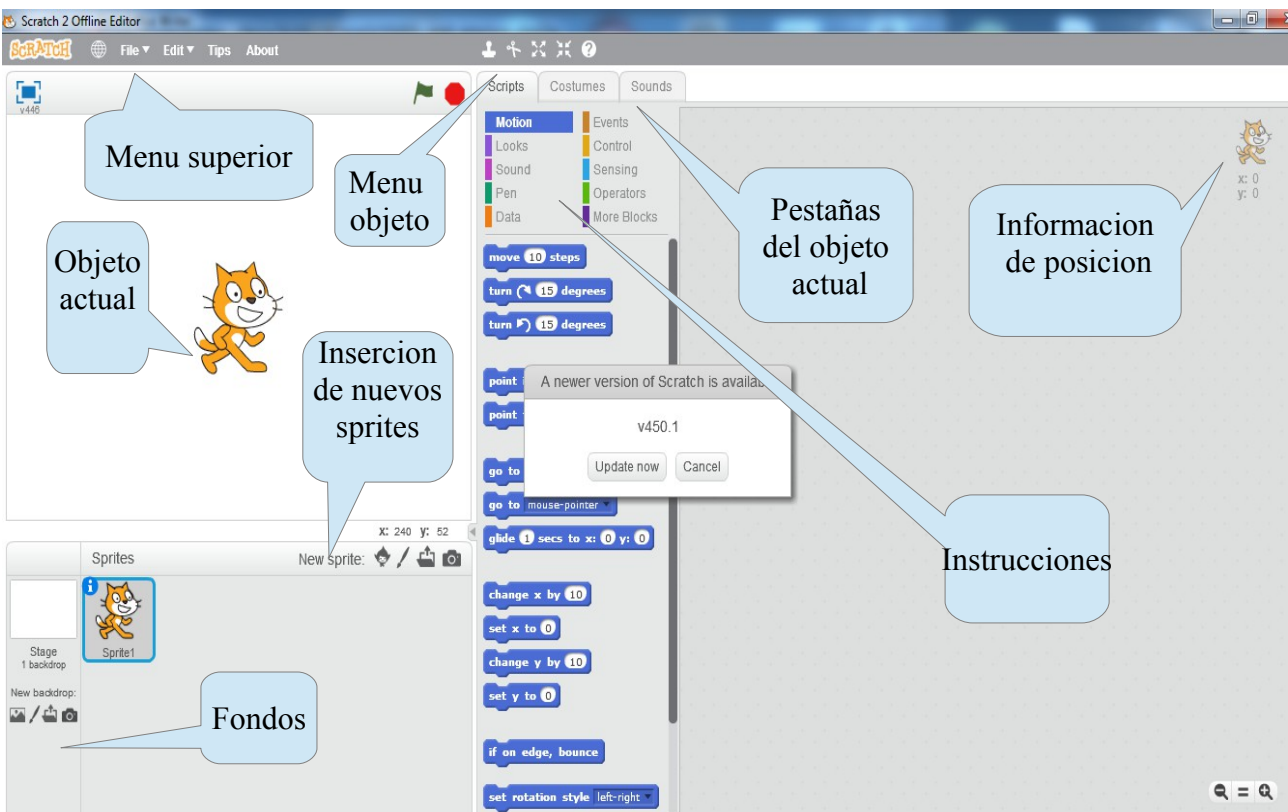 Scratch 2 Offline Editor
SCRATCH File Edit Tips About
v446
Scripts Costumes Sounds
Motion Events
Looks Control
Sound Sensing
Pen Operators
Data More Blocks
x: 0
y: 0
Menu superior
Menu
objeto
Objeto
actual
Insercion
de nuevos
sprites
Pestañas
del objeto
actual
Informacion
de posicion
Instrucciones
Fondos
move 10 steps
turn 15 degrees
turn 15 degrees
point
point
go to
go to mouse-pointer
glide 1 secs to x: 0 y: 0
change x by 10
set x to 0
change y by 10
set y to 0
if on edge, bounce
set rotation style left-right
A newer version of Scratch is availab
v450.1
Update now Cancel
X: 240 y: 52
Sprites New sprite:
Stage
1 backdrop
Sprite1
New backdrop: